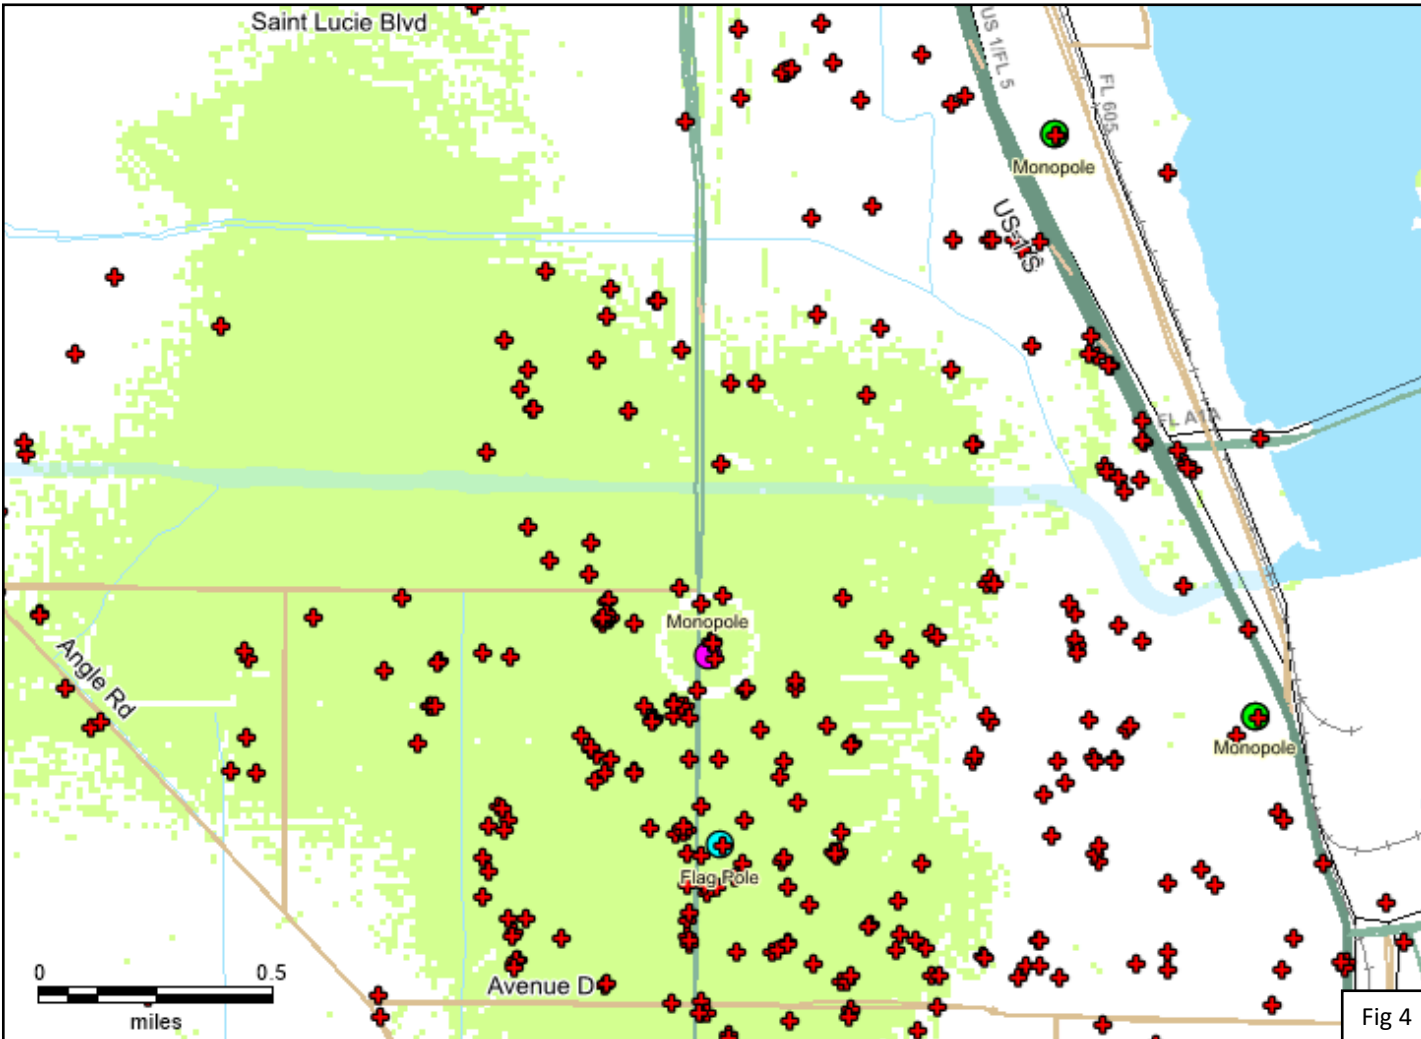 Saint Lucie Blvd
US 1/FL 5
FL 605
Monopole
US-1 S
FL A1A
Monopole
Angle Rd
Monopole
Flag Pole
0 0.5
miles
Avenue D
Fig 4